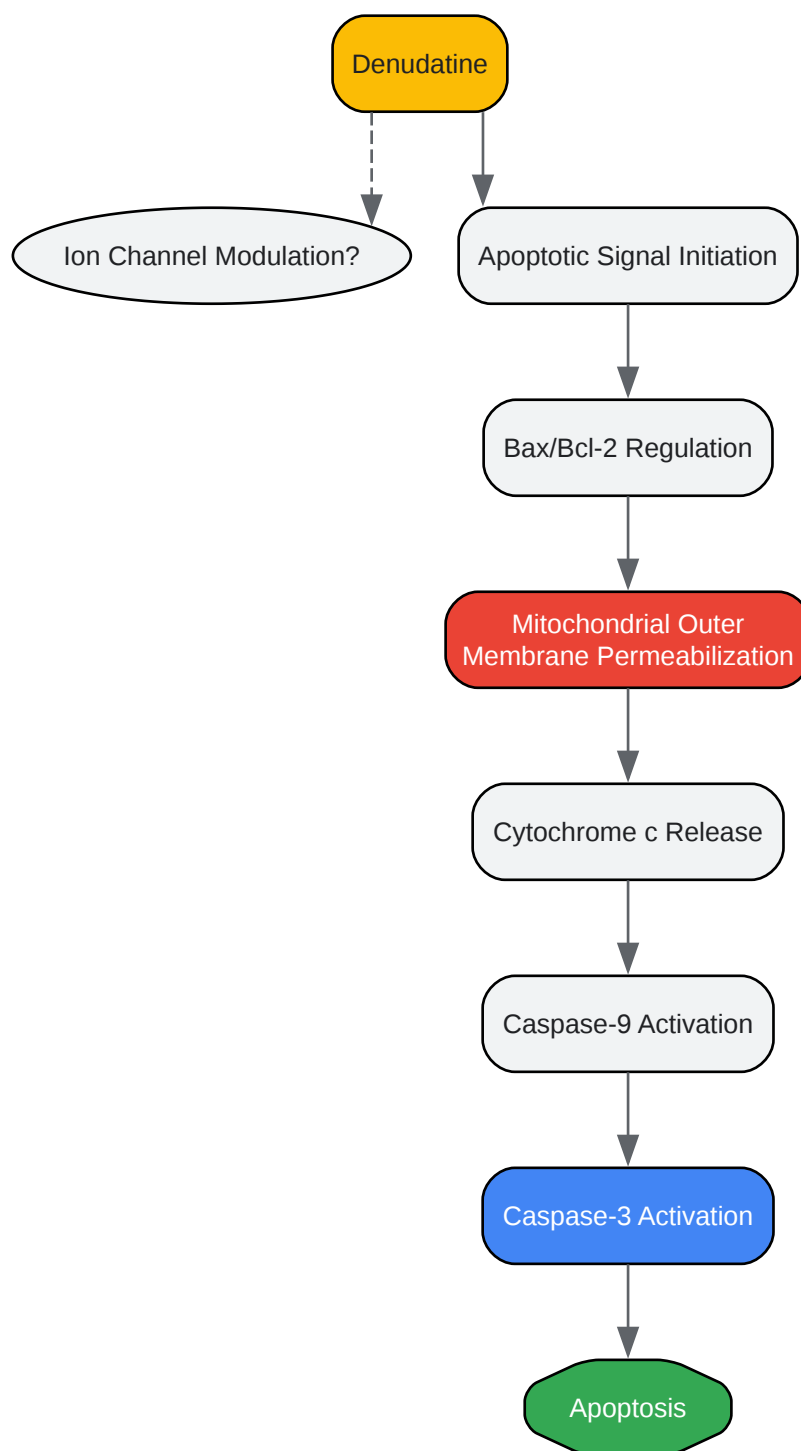 Denudatine
Ion Channel Modulation?
Apoptotic Signal Initiation
Bax/Bcl-2 Regulation
Mitochondrial Outer
Membrane Permeabilization
Cytochrome c Release
Caspase-9 Activation
Caspase-3 Activation
Apoptosis